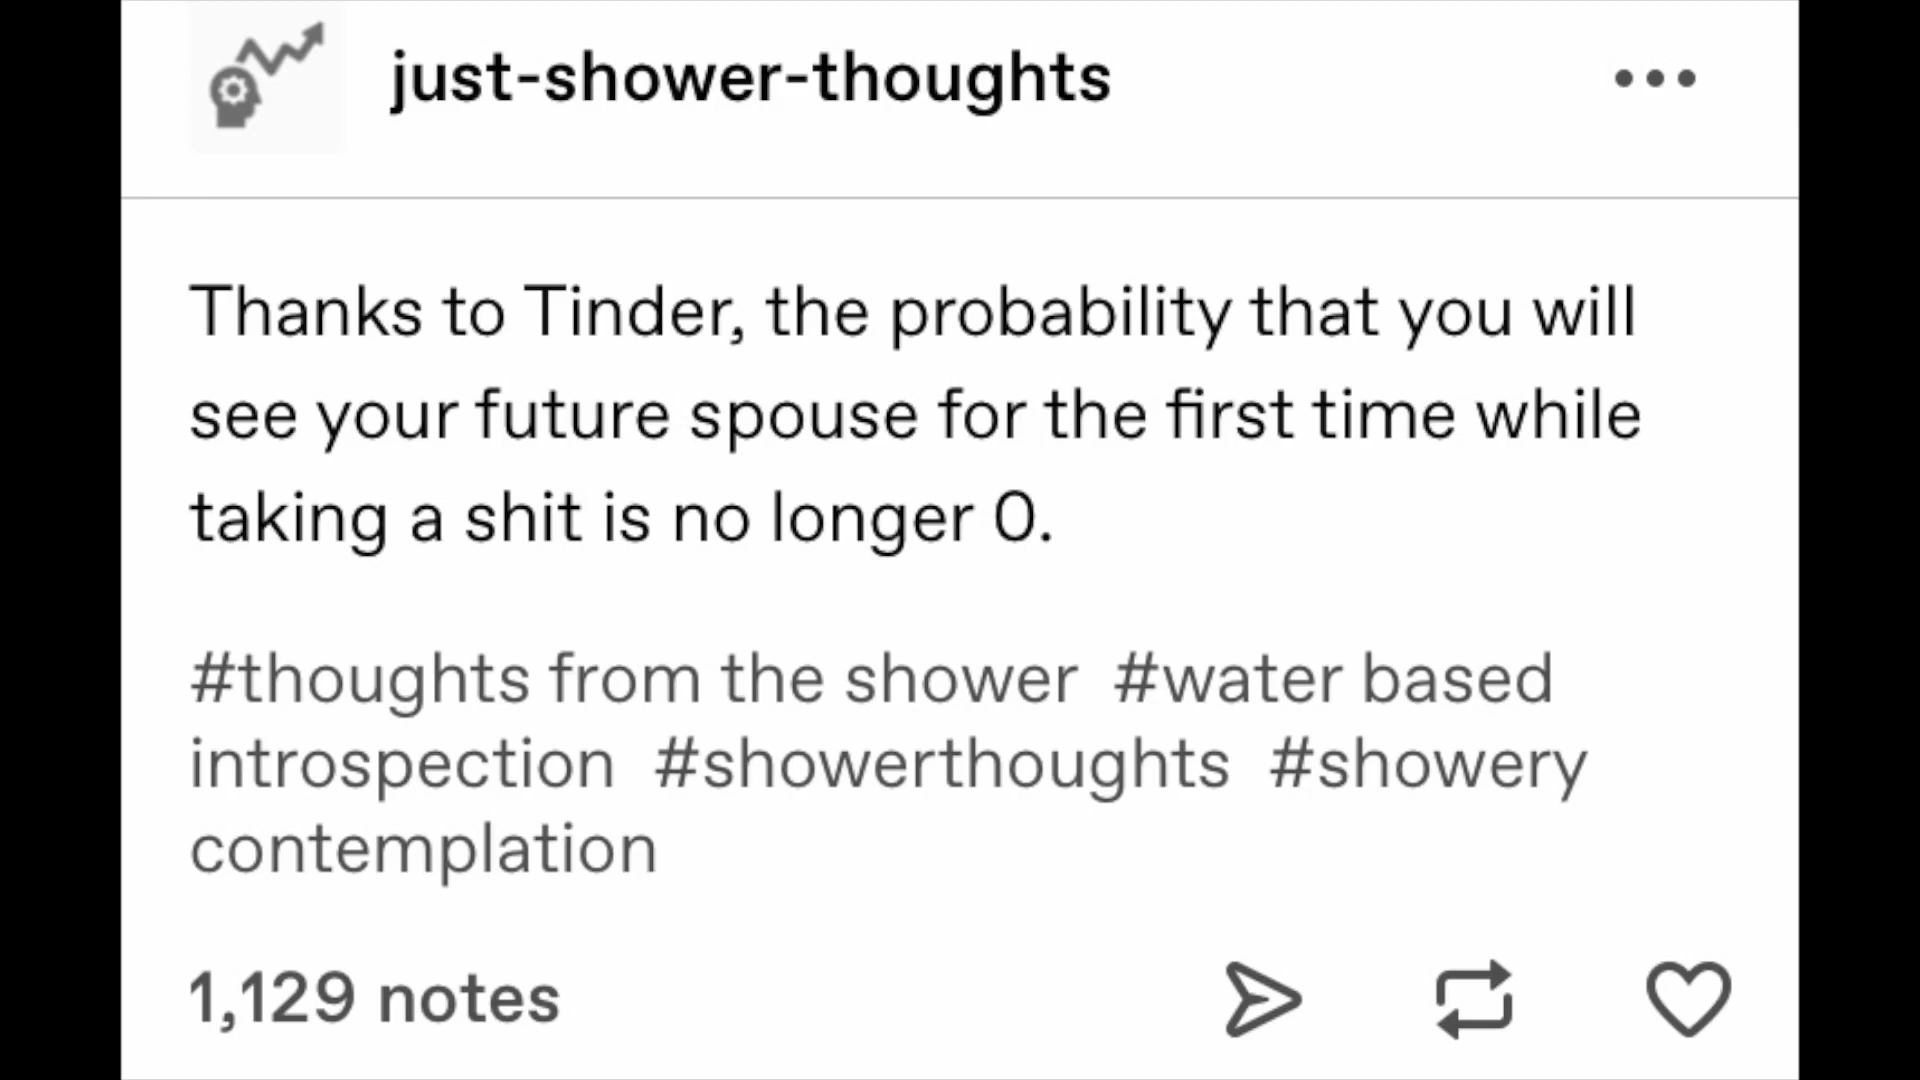 just-shower-thoughts
Thanks to Tinder, the probability that you will
see your future spouse for the first time while
taking a shit is no longer 0.
#thoughts from the shower #water based
introspection #showerthoughts #showery
contemplation
1,129 notes